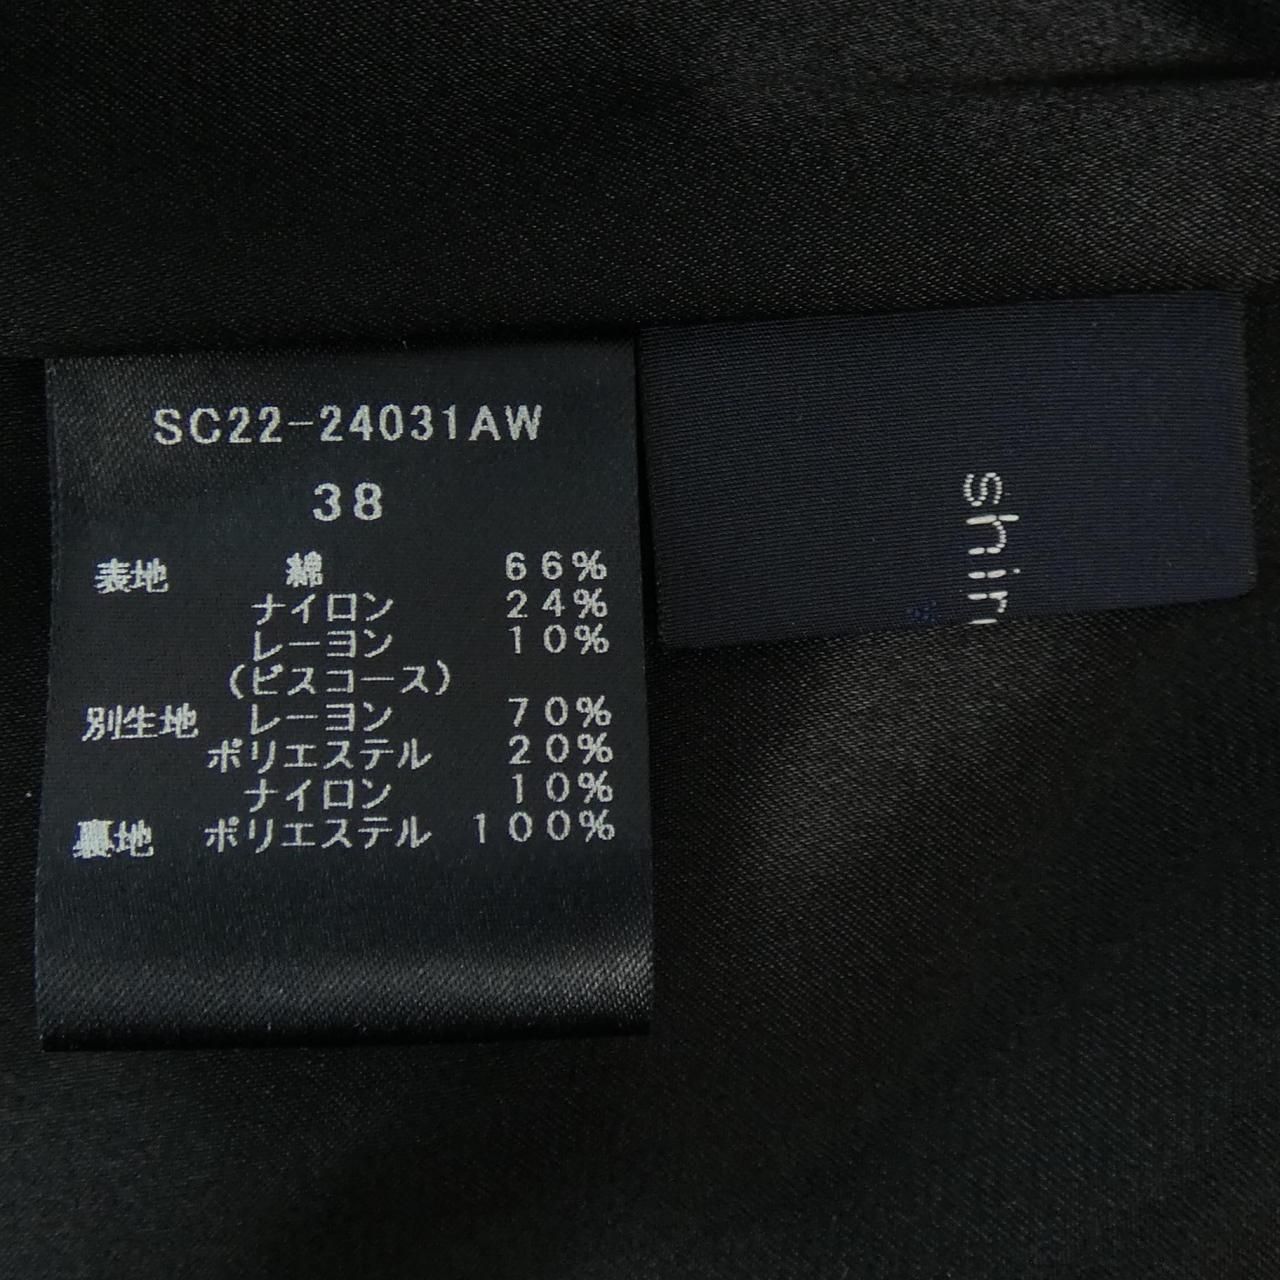 SC22-24031AW
38
表地 綿 66%
ナイロン 24%
レーヨン 10%
(ビスコース)
別生地 レーヨン 70%
ポリエステル 20%
ナイロン 10%
裏地 ポリエステル 100%
shin